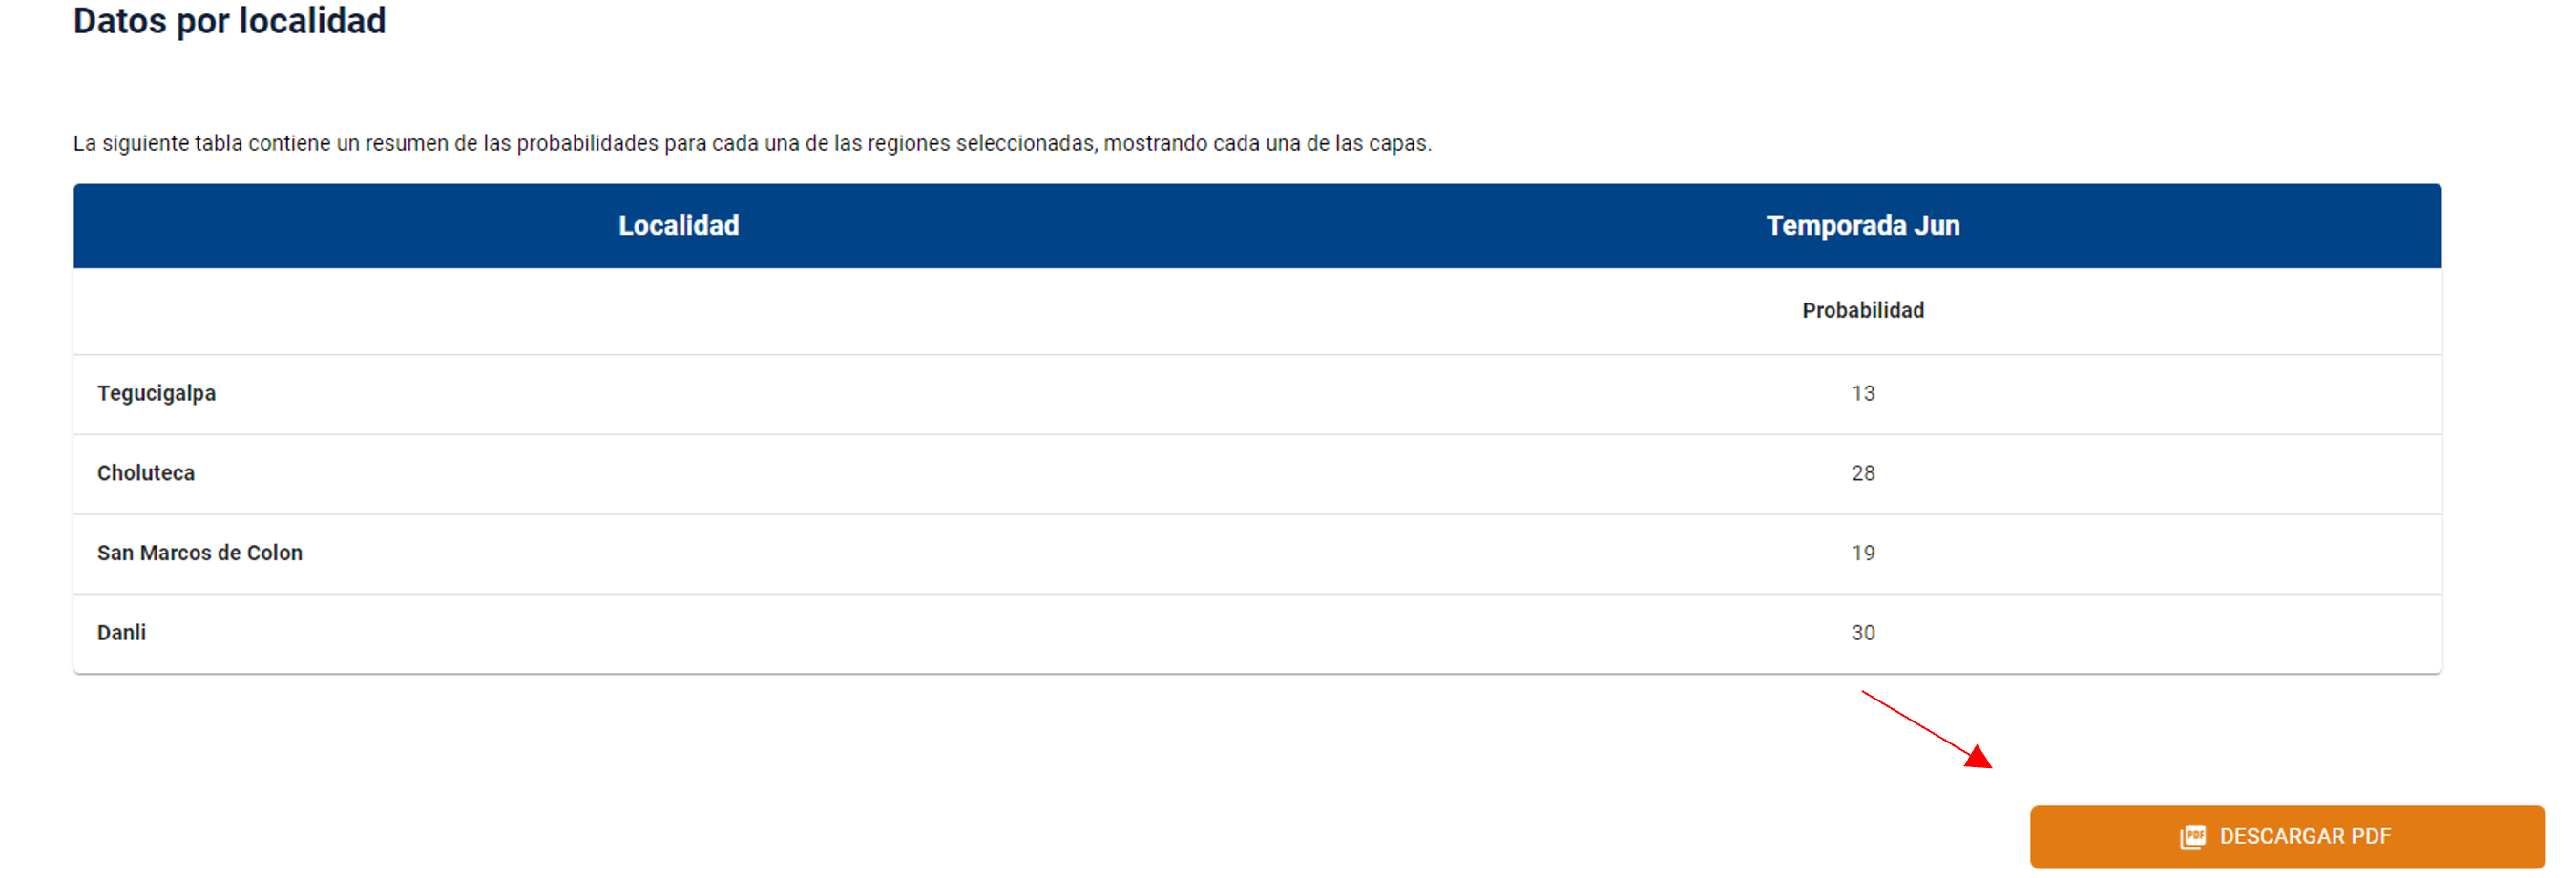 Datos por localidad
La siguiente tabla contiene un resumen de las probabilidades para cada una de las regiones seleccionadas, mostrando cada una de las capas.
Localidad Temporada Jun
Probabilidad
Tegucigalpa 13
Choluteca 28
San Marcos de Colon 19
Danli 30
PDF DESCARGAR PDF